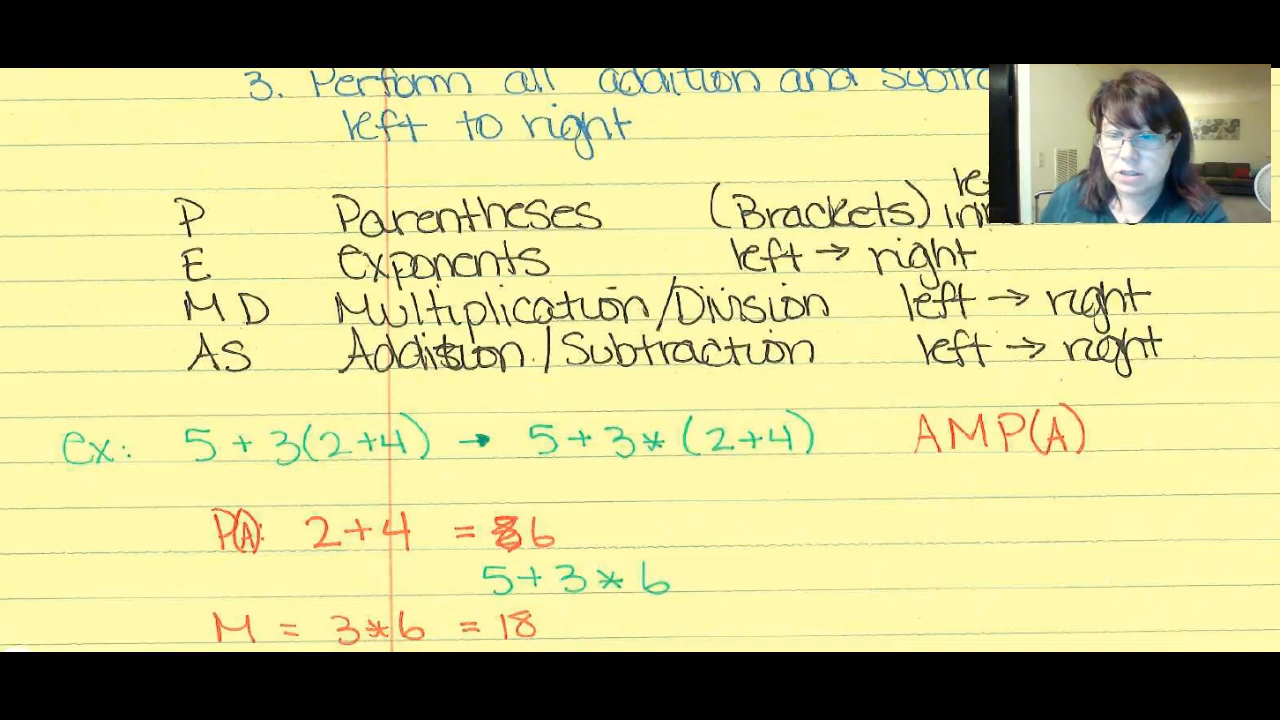 3. Perform all addition and
left to right
P Parentheses (Brackets)
E Exponents left → right
MD Multiplication/Division left → right
AS Addition/Subtraction left → right
ex: 5 + 3(2+4) → 5+3*(2+4) AMP(A)
P(A): 2+4 = 6
5+3*6
M = 3*6 = 18